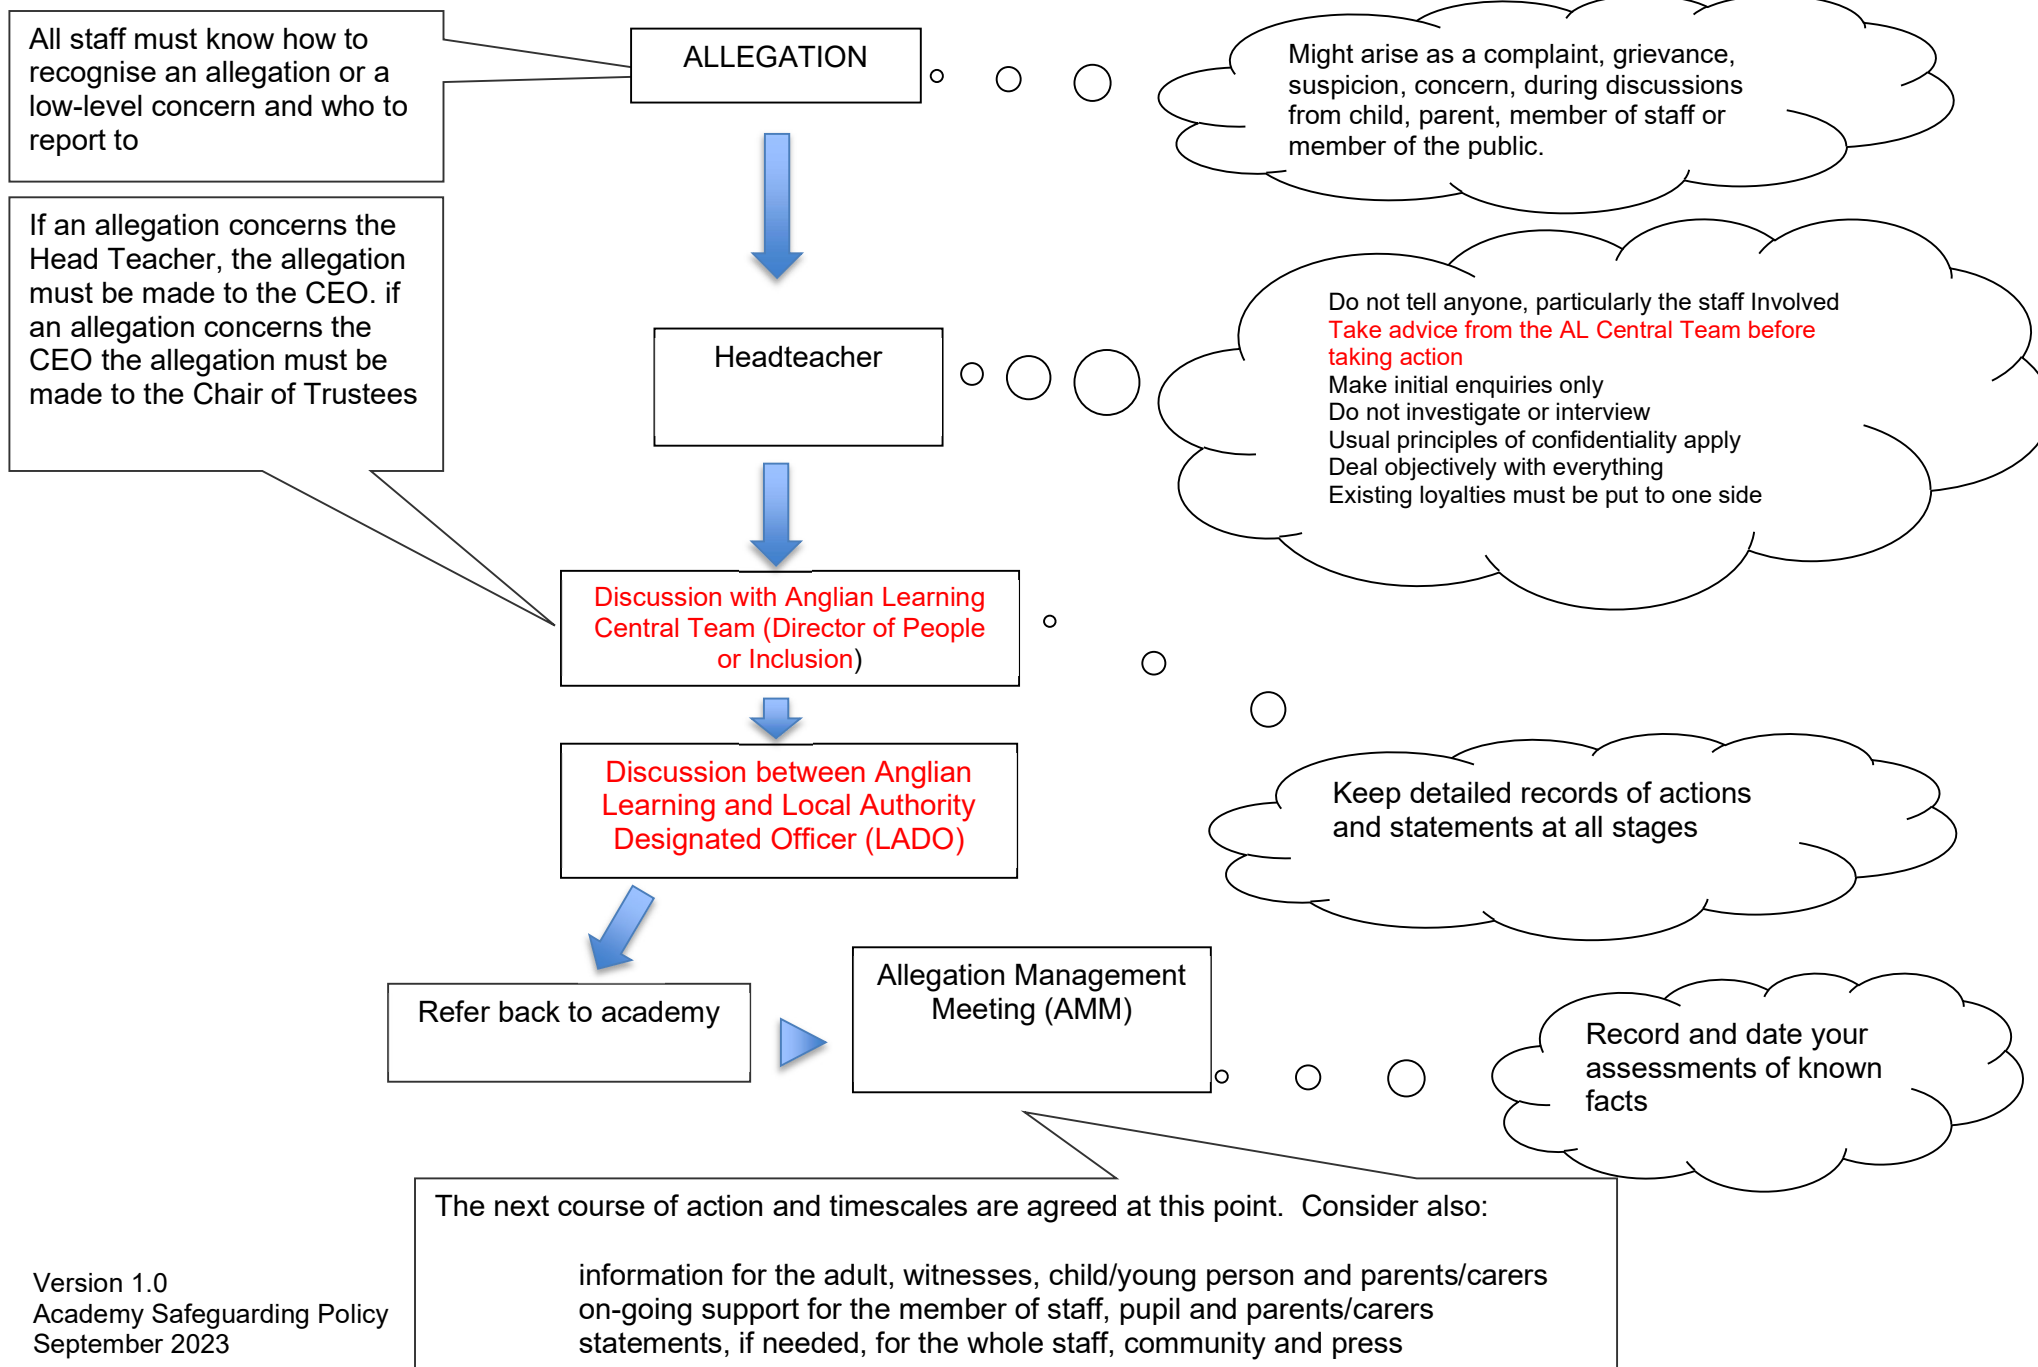 All staff must know how to
recognise an allegation or a
low-level concern and who to
report to
ALLEGATION
Might arise as a complaint, grievance,
suspicion, concern, during discussions
from child, parent, member of staff or
member of the public.
If an allegation concerns the
Head Teacher, the allegation
must be made to the CEO. if
an allegation concerns the
CEO the allegation must be
made to the Chair of Trustees
Headteacher
Do not tell anyone, particularly the staff Involved
Take advice from the AL Central Team before
taking action
Make initial enquiries only
Do not investigate or interview
Usual principles of confidentiality apply
Deal objectively with everything
Existing loyalties must be put to one side
Discussion with Anglian Learning
Central Team (Director of People
or Inclusion)
Discussion between Anglian
Learning and Local Authority
Designated Officer (LADO)
Keep detailed records of actions
and statements at all stages
Refer back to academy
Allegation Management
Meeting (AMM)
Record and date your
assessments of known
facts
The next course of action and timescales are agreed at this point.  Consider also:
information for the adult, witnesses, child/young person and parents/carers
on-going support for the member of staff, pupil and parents/carers
statements, if needed, for the whole staff, community and press
Version 1.0
Academy Safeguarding Policy
September 2023